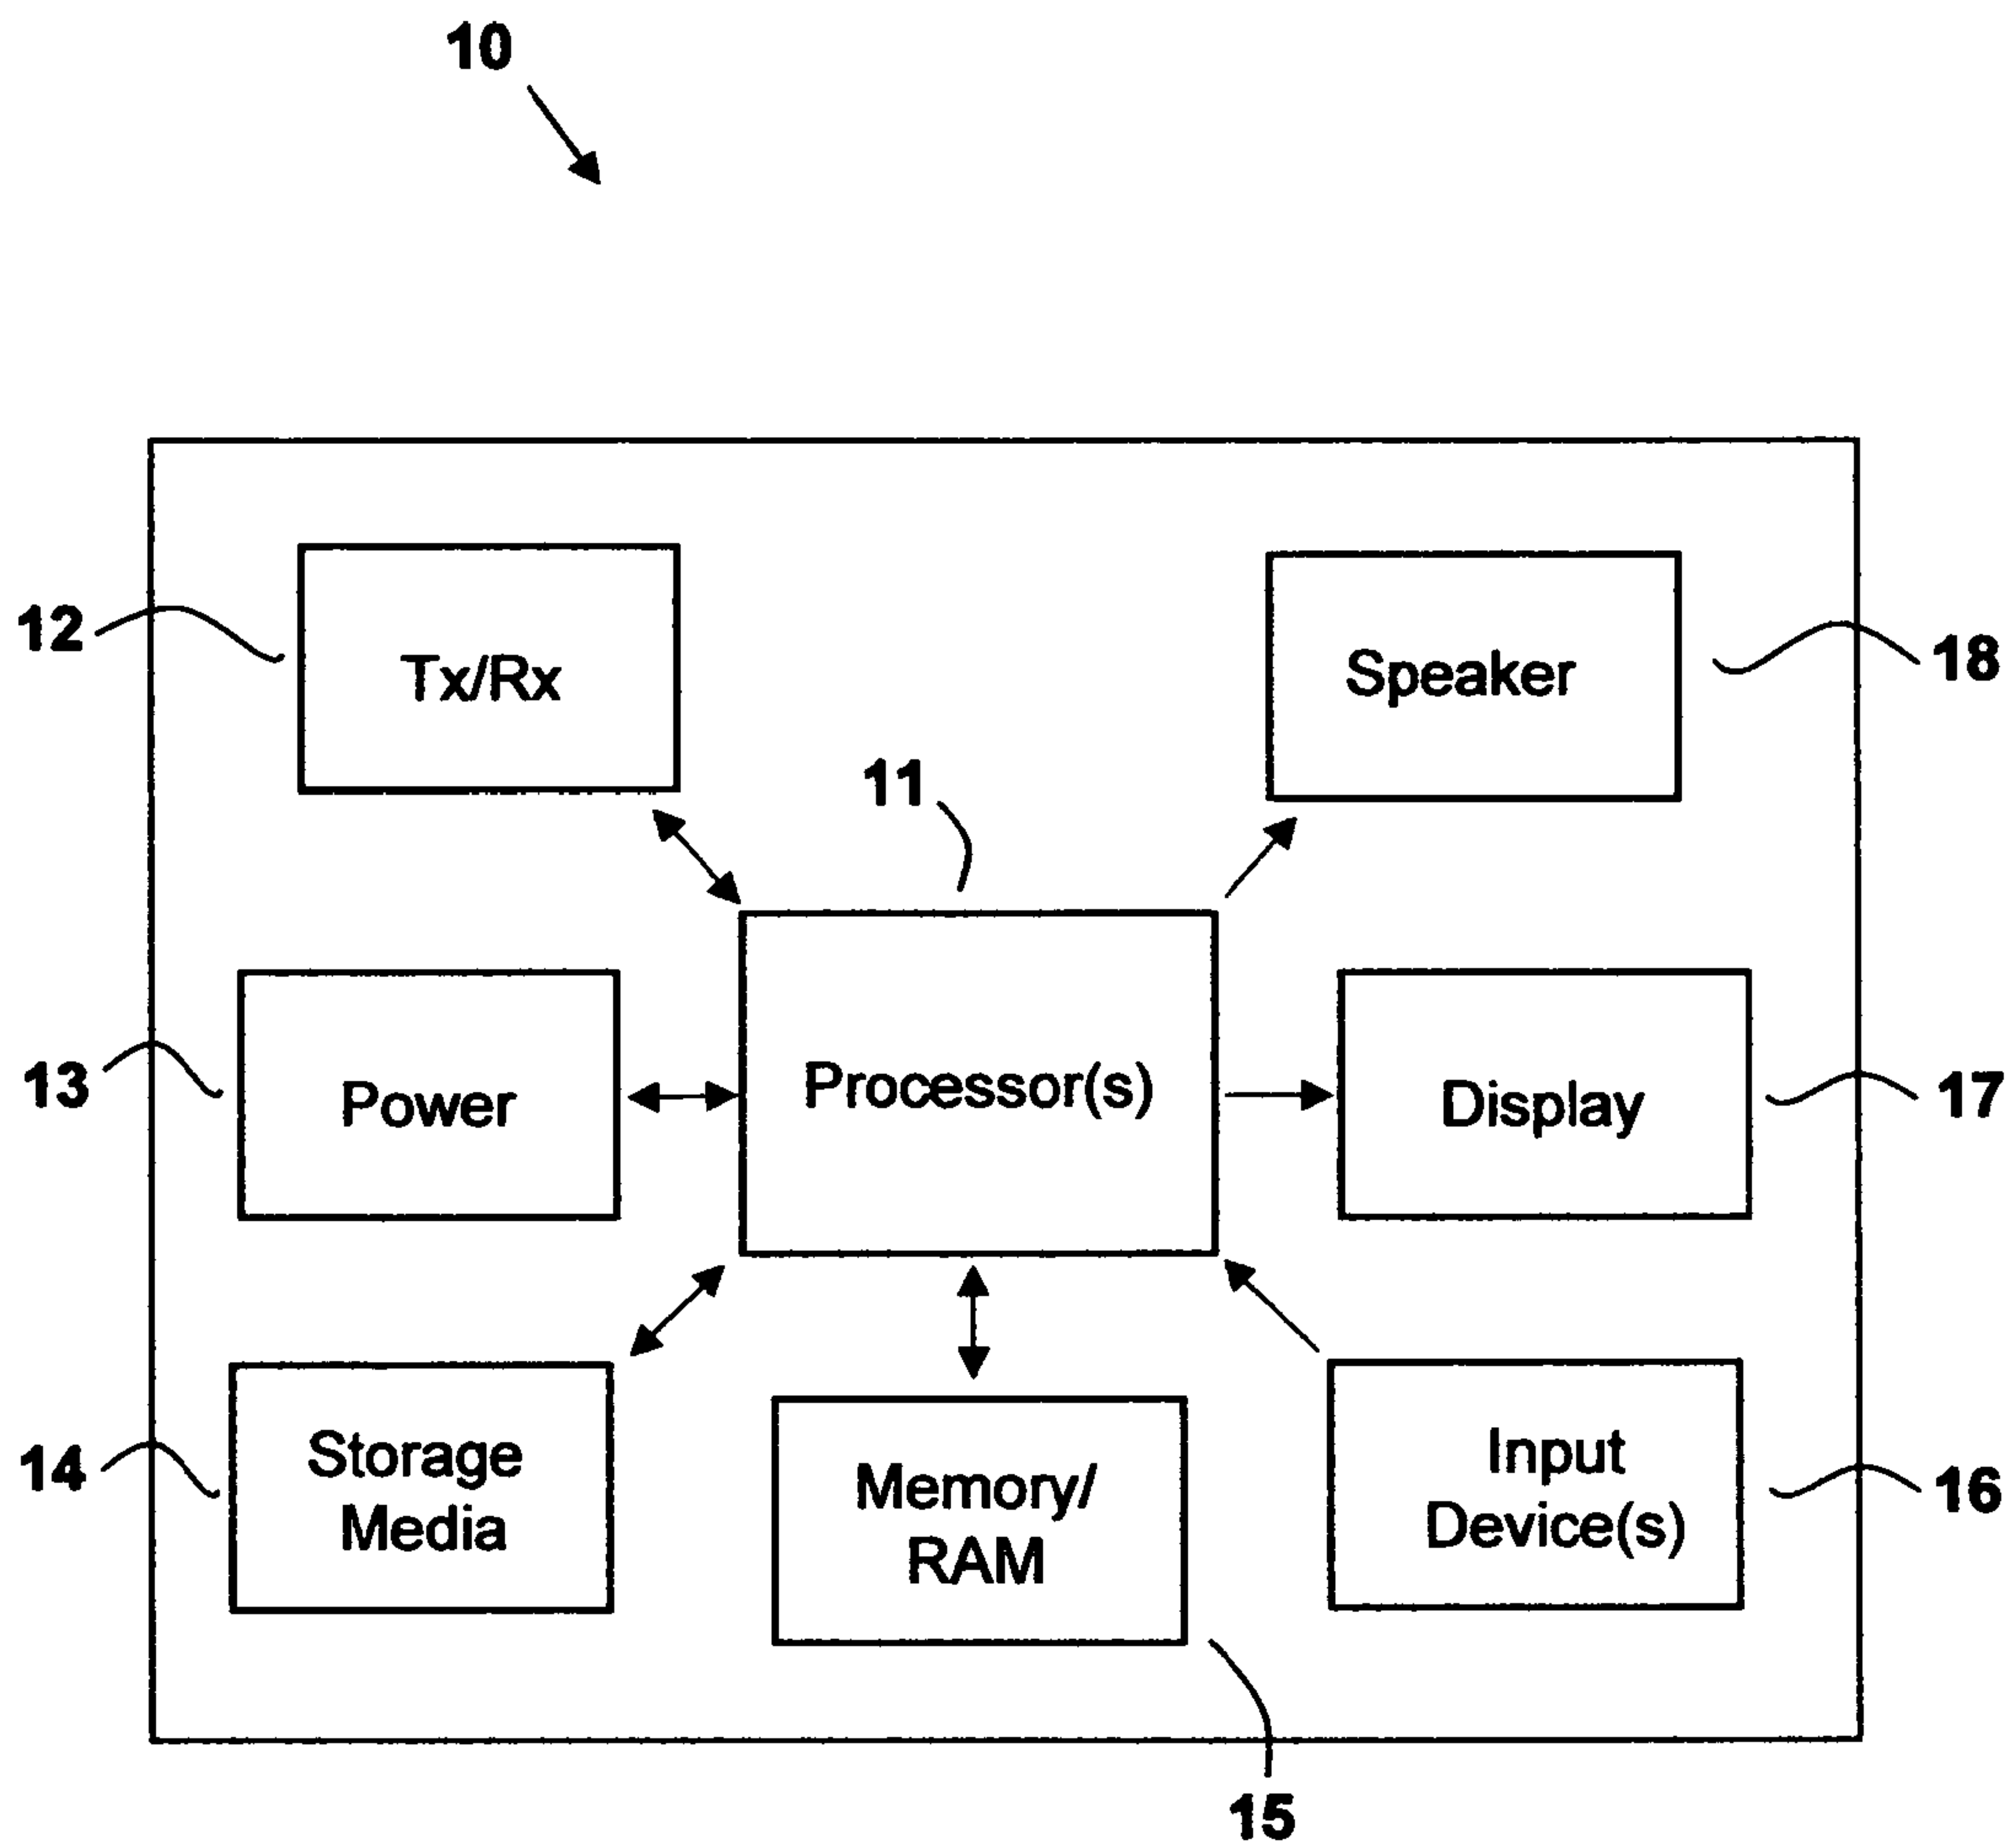 10
12
Tx/Rx
Speaker
18
11
13
Power
Processor(s)
Display
17
14
Storage
Media
Memory/
RAM
Input
Device(s)
16
15